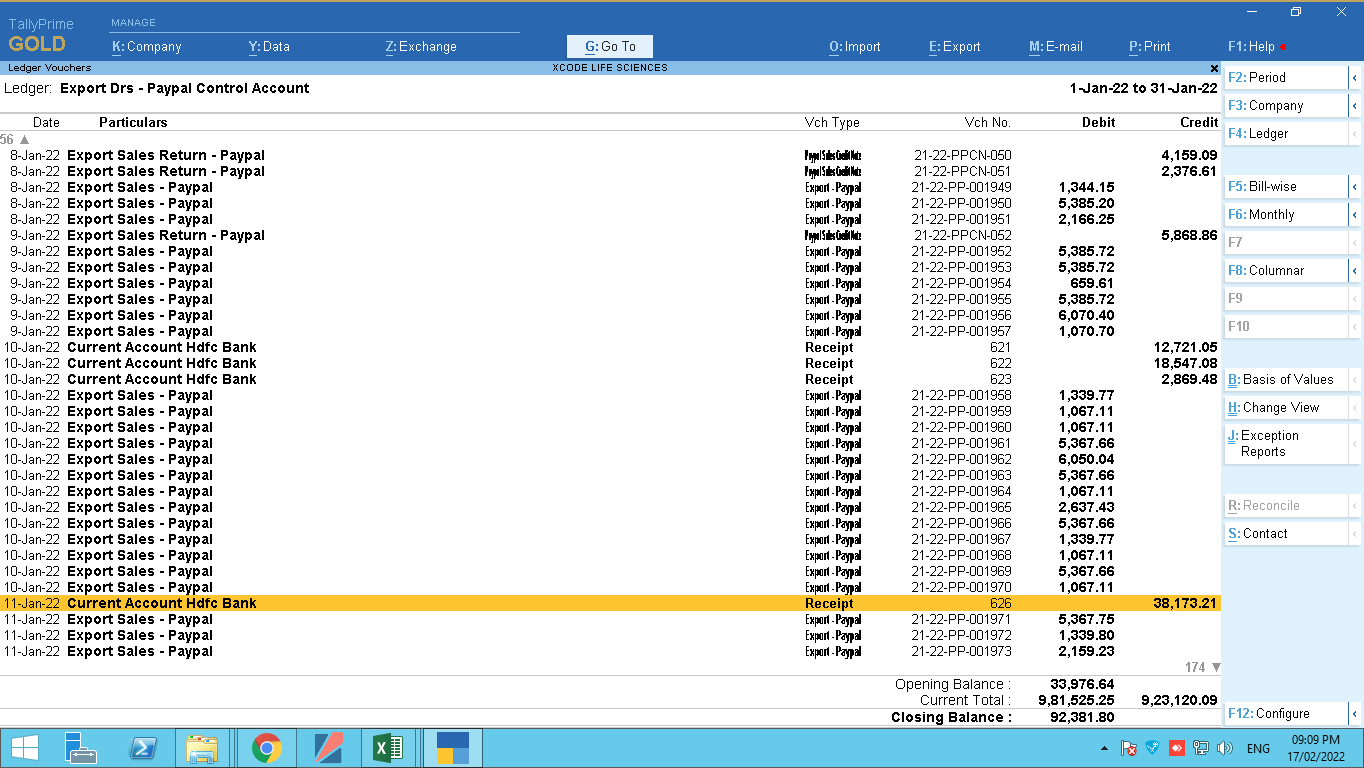 TallyPrime
GOLD
MANAGE
K: Company Y: Data Z: Exchange G: Go To O: Import E: Export M: E-mail P: Print F1: Help
Ledger Vouchers XCODE LIFE SCIENCES
Ledger: Export Drs - Paypal Control Account 1-Jan-22 to 31-Jan-22
Date Particulars Vch Type Vch No. Debit Credit
56 ▲
8-Jan-22 Export Sales Return - Paypal Paypal Sales Credit Note 21-22-PPCN-050 4,159.09
8-Jan-22 Export Sales Return - Paypal Paypal Sales Credit Note 21-22-PPCN-051 2,376.61
8-Jan-22 Export Sales - Paypal Export - Paypal 21-22-PP-001949 1,344.15
8-Jan-22 Export Sales - Paypal Export - Paypal 21-22-PP-001950 5,385.20
8-Jan-22 Export Sales - Paypal Export - Paypal 21-22-PP-001951 2,166.25
9-Jan-22 Export Sales Return - Paypal Paypal Sales Credit Note 21-22-PPCN-052 5,868.86
9-Jan-22 Export Sales - Paypal Export - Paypal 21-22-PP-001952 5,385.72
9-Jan-22 Export Sales - Paypal Export - Paypal 21-22-PP-001953 5,385.72
9-Jan-22 Export Sales - Paypal Export - Paypal 21-22-PP-001954 659.61
9-Jan-22 Export Sales - Paypal Export - Paypal 21-22-PP-001955 5,385.72
9-Jan-22 Export Sales - Paypal Export - Paypal 21-22-PP-001956 6,070.40
9-Jan-22 Export Sales - Paypal Export - Paypal 21-22-PP-001957 1,070.70
10-Jan-22 Current Account Hdfc Bank Receipt 621 12,721.05
10-Jan-22 Current Account Hdfc Bank Receipt 622 18,547.08
10-Jan-22 Current Account Hdfc Bank Receipt 623 2,869.48
10-Jan-22 Export Sales - Paypal Export - Paypal 21-22-PP-001958 1,339.77
10-Jan-22 Export Sales - Paypal Export - Paypal 21-22-PP-001959 1,067.11
10-Jan-22 Export Sales - Paypal Export - Paypal 21-22-PP-001960 1,067.11
10-Jan-22 Export Sales - Paypal Export - Paypal 21-22-PP-001961 5,367.66
10-Jan-22 Export Sales - Paypal Export - Paypal 21-22-PP-001962 6,050.04
10-Jan-22 Export Sales - Paypal Export - Paypal 21-22-PP-001963 5,367.66
10-Jan-22 Export Sales - Paypal Export - Paypal 21-22-PP-001964 1,067.11
10-Jan-22 Export Sales - Paypal Export - Paypal 21-22-PP-001965 2,637.43
10-Jan-22 Export Sales - Paypal Export - Paypal 21-22-PP-001966 5,367.66
10-Jan-22 Export Sales - Paypal Export - Paypal 21-22-PP-001967 1,339.77
10-Jan-22 Export Sales - Paypal Export - Paypal 21-22-PP-001968 1,067.11
10-Jan-22 Export Sales - Paypal Export - Paypal 21-22-PP-001969 5,367.66
10-Jan-22 Export Sales - Paypal Export - Paypal 21-22-PP-001970 1,067.11
11-Jan-22 Current Account Hdfc Bank Receipt 626 38,173.21
11-Jan-22 Export Sales - Paypal Export - Paypal 21-22-PP-001971 5,367.75
11-Jan-22 Export Sales - Paypal Export - Paypal 21-22-PP-001972 1,339.80
11-Jan-22 Export Sales - Paypal Export - Paypal 21-22-PP-001973 2,159.23
174 ▼
Opening Balance : 33,976.64
Current Total : 9,81,525.25 9,23,120.09
Closing Balance : 92,381.80
F2: Period
F3: Company
F4: Ledger
F5: Bill-wise
F6: Monthly
F7
F8: Columnar
F9
F10
B: Basis of Values
H: Change View
J: Exception
Reports
R: Reconcile
S: Contact
F12: Configure
ENG
09:09 PM
17/02/2022